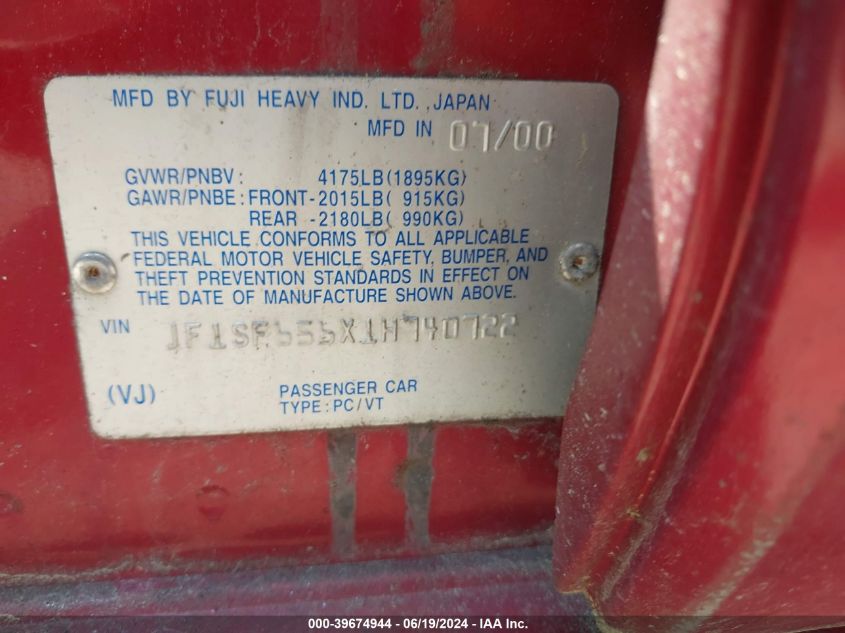 MFD BY FUJI HEAVY IND. LTD., JAPAN
MFD IN 07/00
GVWR/PNBV: 4175LB(1895KG)
GAWR/PNBE: FRONT-2015LB( 915KG)
REAR -2180LB( 990KG)
THIS VEHICLE CONFORMS TO ALL APPLICABLE
FEDERAL MOTOR VEHICLE SAFETY, BUMPER, AND
THEFT PREVENTION STANDARDS IN EFFECT ON
THE DATE OF MANUFACTURE SHOWN ABOVE.
VIN JF1SF656X1H740722
(VJ) PASSENGER CAR
TYPE: PC/VT
000-39674944 - 06/19/2024 - IAA Inc.